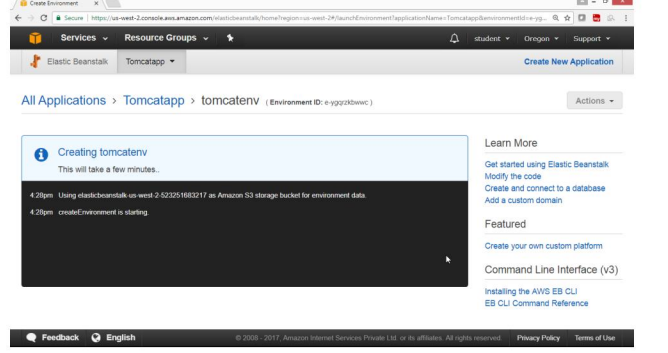 Create Environment
Secure https://us-west-2.console.aws.amazon.com/elasticbeanstalk/home?region=us-west-2#/launchEnvironment?applicationName=Tomcatapp&environmentId=e-yg...
Services Resource Groups student Oregon Support
Elastic Beanstalk Tomcatapp Create New Application
All Applications > Tomcatapp > tomcatenv ( Environment ID: e-ygqrzkbwwc ) Actions
Creating tomcatenv
This will take a few minutes..
4:28pm Using elasticbeanstalk-us-west-2-523251683217 as Amazon S3 storage bucket for environment data.
4:28pm createEnvironment is starting.
Learn More
Get started using Elastic Beanstalk
Modify the code
Create and connect to a database
Add a custom domain
Featured
Create your own custom platform
Command Line Interface (v3)
Installing the AWS EB CLI
EB CLI Command Reference
Feedback English © 2008 - 2017, Amazon Internet Services Private Ltd. or its affiliates. All rights reserved. Privacy Policy Terms of Use